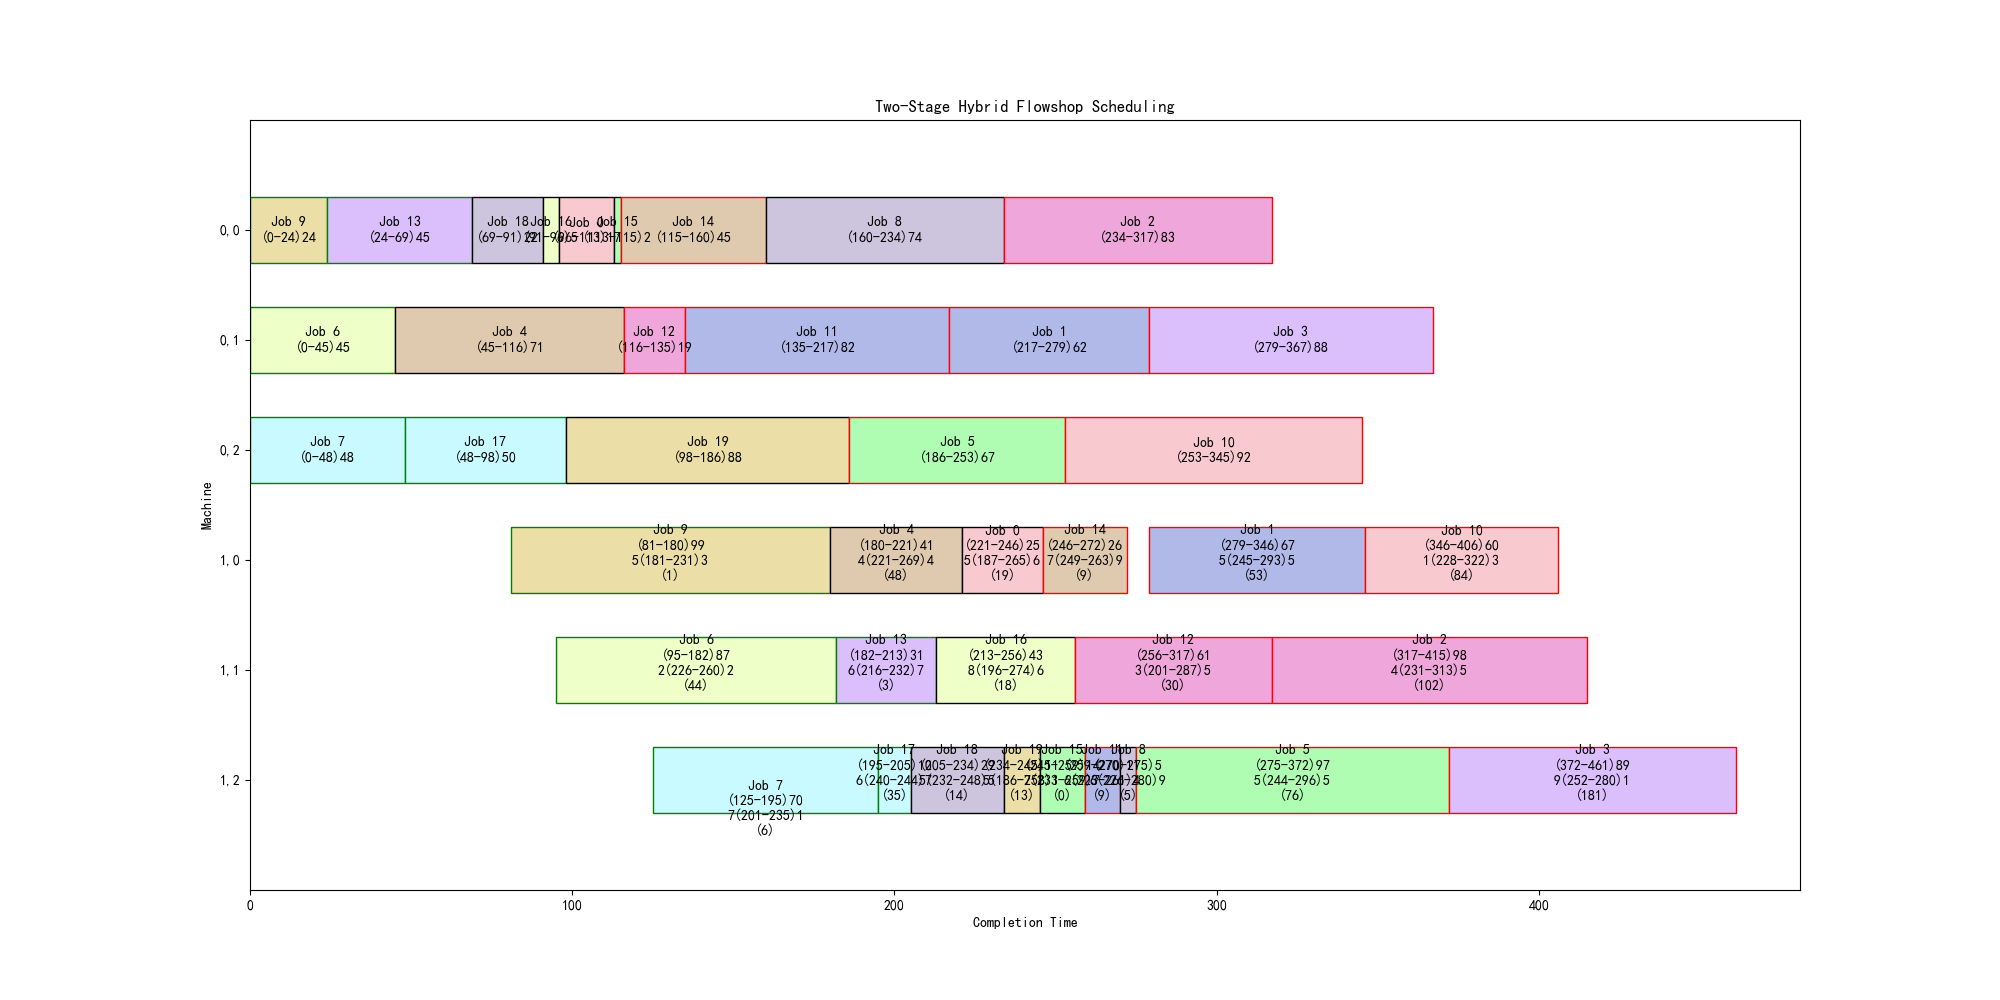 Two-Stage Hybrid Flowshop Scheduling
0,0
Job 9
(0-24)24
Job 13
(24-69)45
Job 18
(69-91)22
Job 16
Job 0
Job 15
(113-115)2
Job 14
(115-160)45
Job 8
(160-234)74
Job 2
(234-317)83
0,1
Job 6
(0-45)45
Job 4
(45-116)71
Job 12
(116-135)19
Job 11
(135-217)82
Job 1
(217-279)62
Job 3
(279-367)88
0,2
Job 7
(0-48)48
Job 17
(48-98)50
Job 19
(98-186)88
Job 5
(186-253)67
Job 10
(253-345)92
Machine
1,0
Job 9
(81-180)99
5(181-231)3
(1)
Job 4
(180-221)41
4(221-269)4
(48)
Job 0
(221-246)25
5(187-265)6
(19)
Job 14
(246-272)26
7(249-263)9
(9)
Job 1
(279-346)67
5(245-293)5
(53)
Job 10
(346-406)60
1(228-322)3
(84)
1,1
Job 6
(95-182)87
2(226-260)2
(44)
Job 13
(182-213)31
6(216-232)7
(3)
Job 16
(213-256)43
8(196-274)6
(18)
Job 12
(256-317)61
3(201-287)5
(30)
Job 2
(317-415)98
4(231-313)5
(102)
1,2
Job 7
(125-195)70
7(201-235)1
(6)
Job 17
(195-205)10
6(240-244)7
(35)
Job 18
(205-234)29
(232-248)5
(14)
Job 19
(13)
Job 15
(0)
Job 11
(9)
Job 8
(5)
Job 5
(275-372)97
5(244-296)5
(76)
Job 3
(372-461)89
9(252-280)1
(181)
0
100
200
300
400
Completion Time